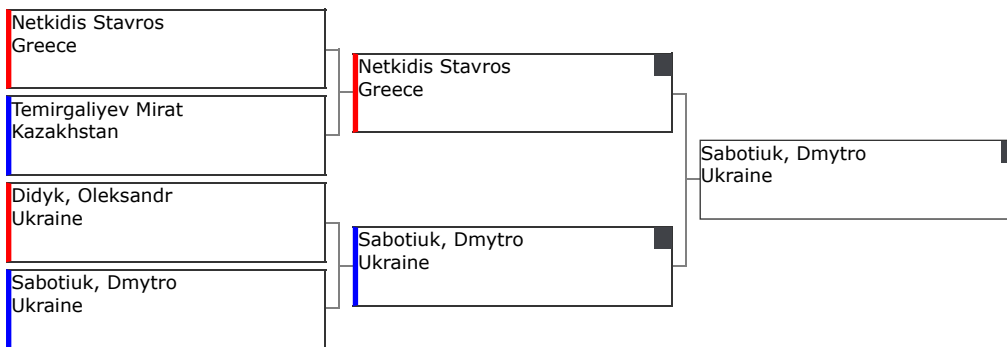 Netkidis Stavros
Greece
Temirgaliyev Mirat
Kazakhstan
Didyk, Oleksandr
Ukraine
Sabotiuk, Dmytro
Ukraine
Netkidis Stavros
Greece
Sabotiuk, Dmytro
Ukraine
Sabotiuk, Dmytro
Ukraine